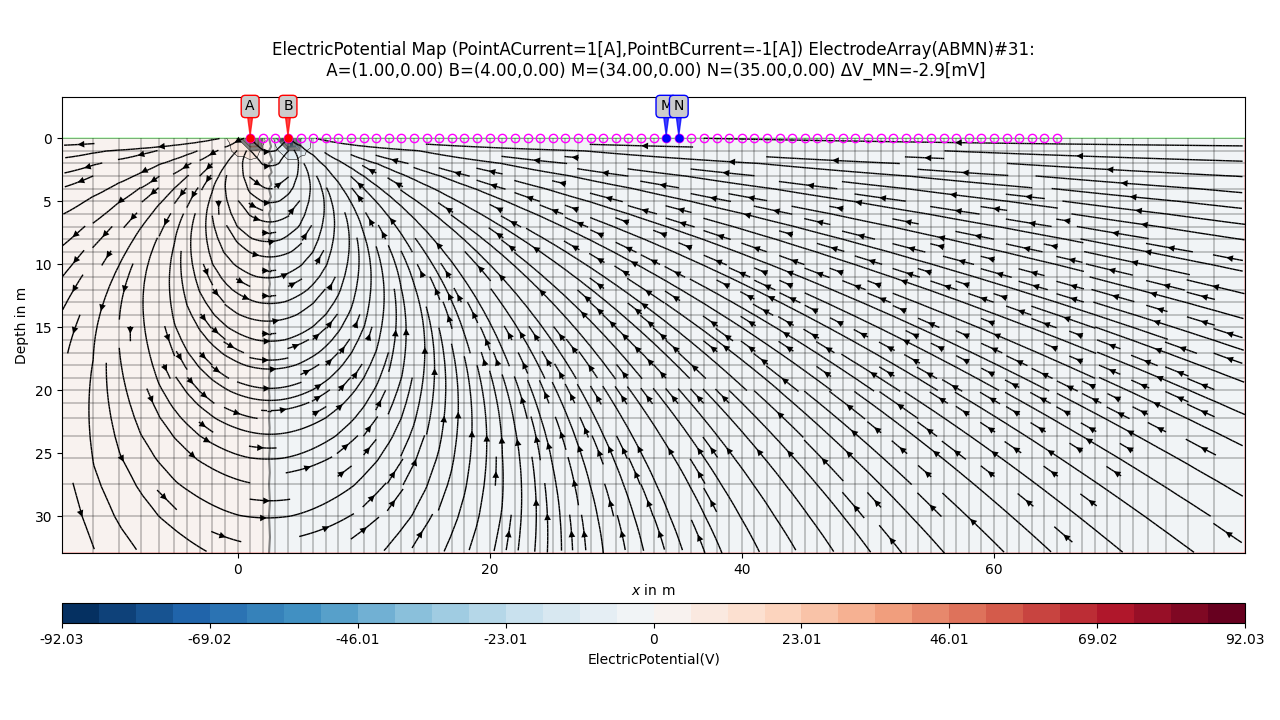 ElectricPotential Map (PointACurrent=1[A],PointBCurrent=-1[A]) ElectrodeArray(ABMN)#31:
A=(1.00,0.00) B=(4.00,0.00) M=(34.00,0.00) N=(35.00,0.00) ΔV_MN=-2.9[mV]
A B M N
0
5
10
15
20
25
30
Depth in m
0 20 40 60
x in m
-92.03 -69.02 -46.01 -23.01 0 23.01 46.01 69.02 92.03
ElectricPotential(V)